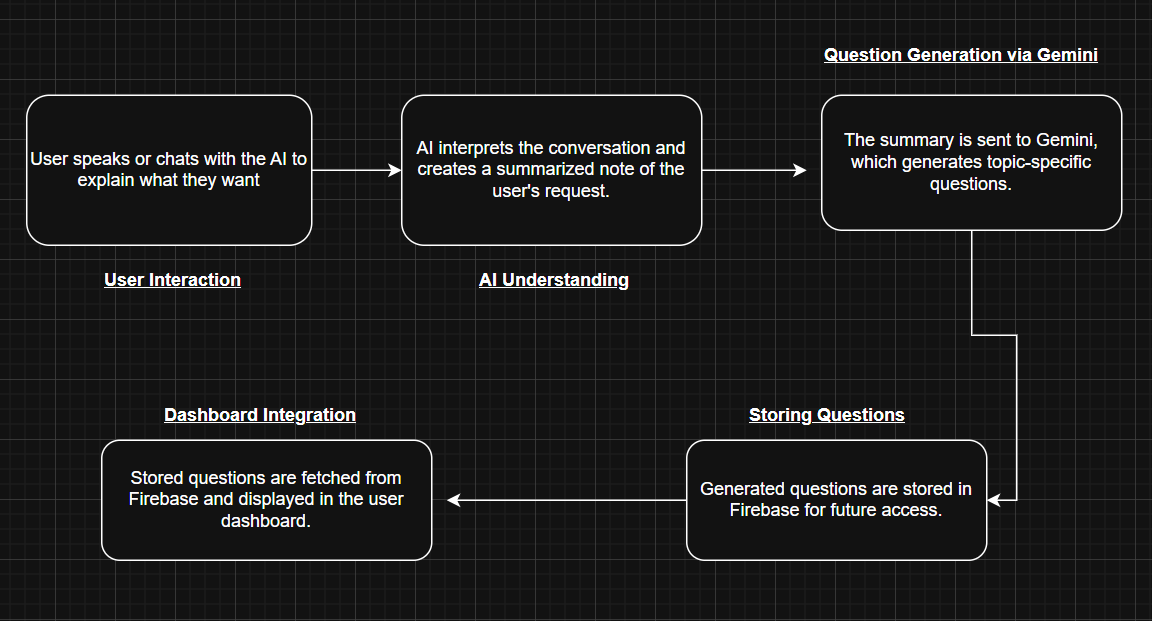 Question Generation via Gemini
User speaks or chats with the AI to
explain what they want
AI interprets the conversation and
creates a summarized note of the
user's request.
The summary is sent to Gemini,
which generates topic-specific
questions.
User Interaction
AI Understanding
Dashboard Integration
Stored questions are fetched from
Firebase and displayed in the user
dashboard.
Storing Questions
Generated questions are stored in
Firebase for future access.